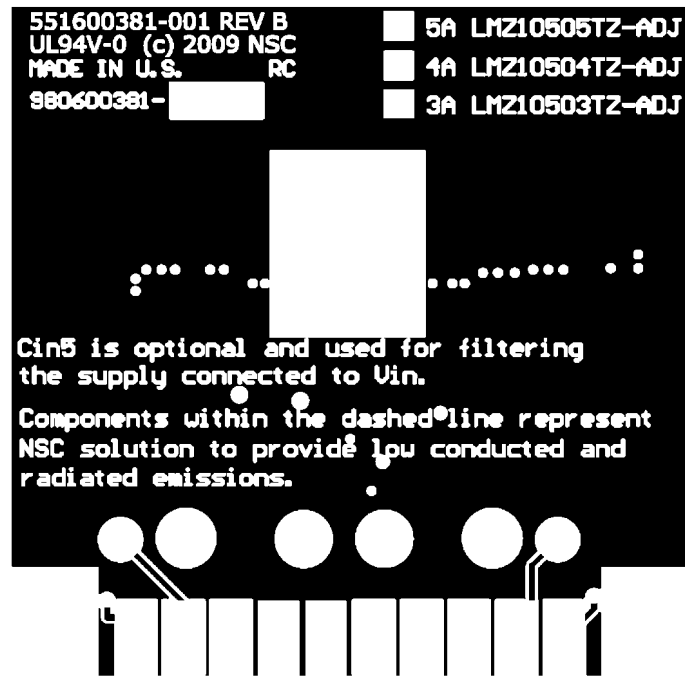 551600381-001 REV B
UL94V-0 (c) 2009 NSC
MADE IN U.S. RC
980600381-
5A LMZ10505TZ-ADJ
4A LMZ10504TZ-ADJ
3A LMZ10503TZ-ADJ
Cin5 is optional and used for filtering
the supply connected to Vin.
Components within the dashed line represent
NSC solution to provide low conducted and
radiated emissions.